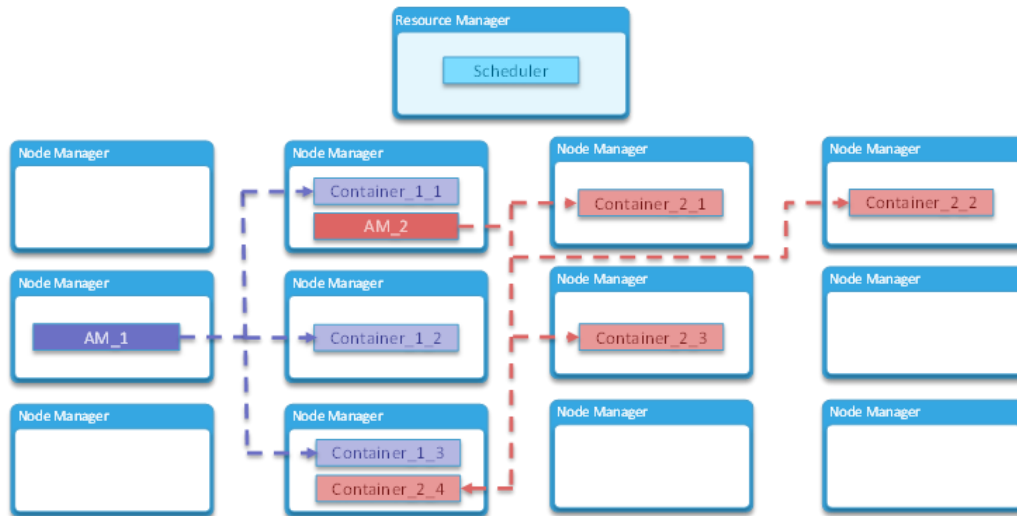 Resource Manager
Scheduler
Node Manager
Node Manager
Container_1_1
AM_2
Node Manager
Container_2_1
Node Manager
Container_2_2
Node Manager
AM_1
Node Manager
Container_1_2
Node Manager
Container_2_3
Node Manager
Node Manager
Node Manager
Container_1_3
Container_2_4
Node Manager
Node Manager